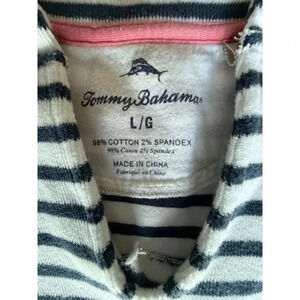 Tommy Bahama
L/G
98% COTTON 2% SPANDEX
98% Coton 2% Spandex
MADE IN CHINA
Fabriqué en Chine